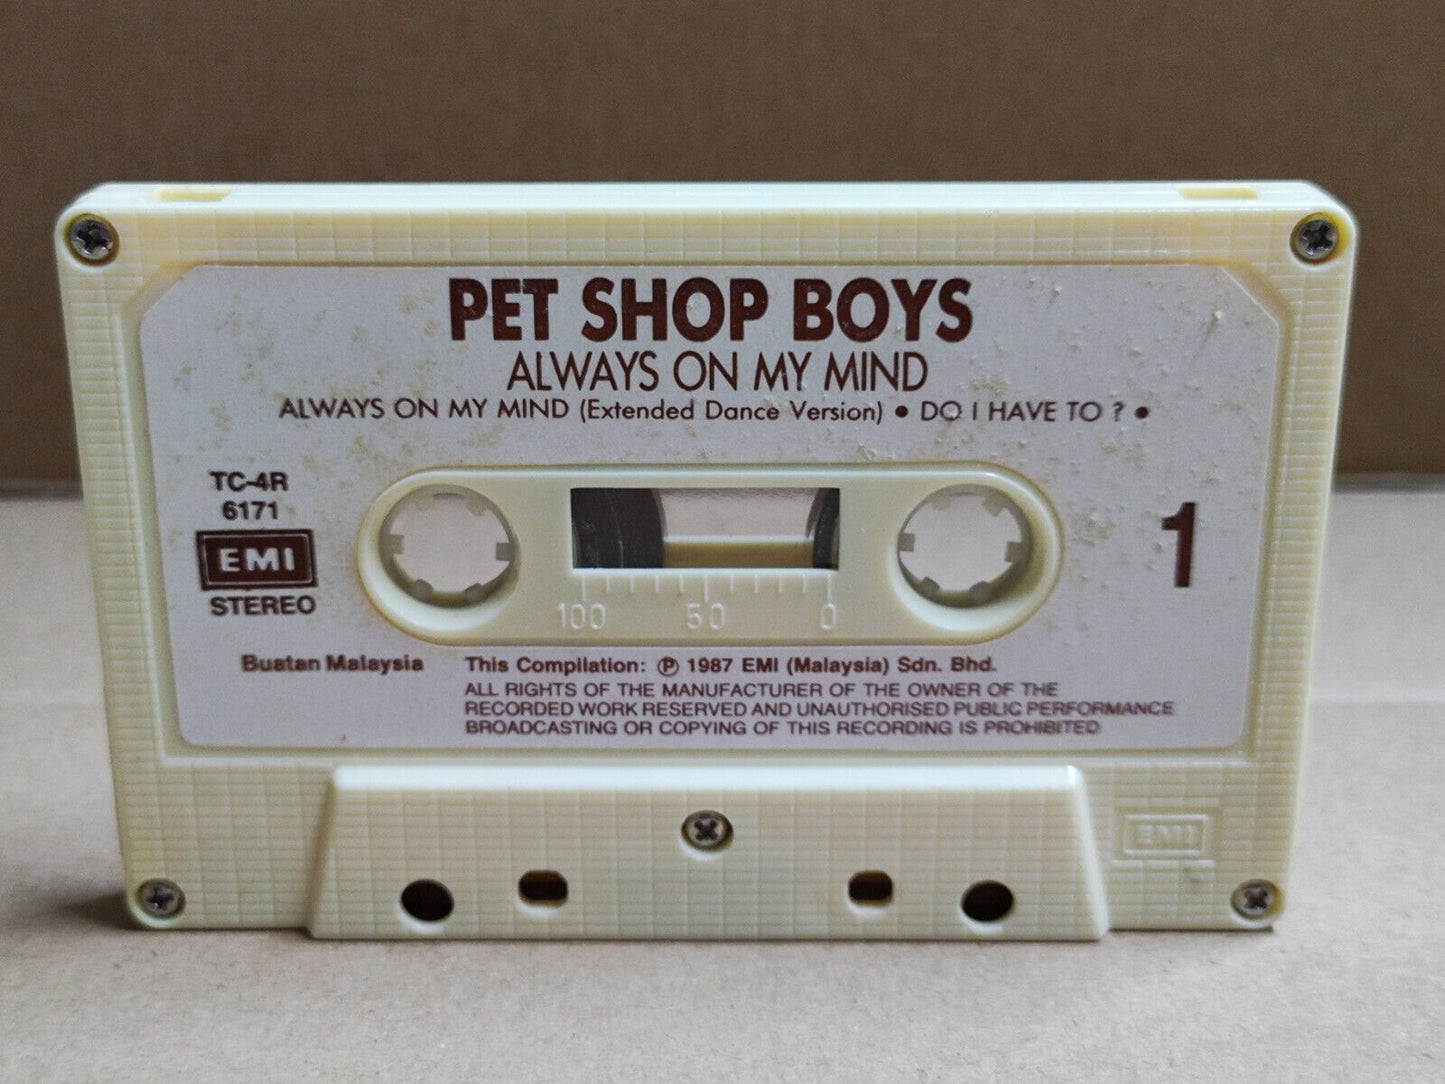 PET SHOP BOYS
ALWAYS ON MY MIND
ALWAYS ON MY MIND (Extended Dance Version) • DO I HAVE TO ? •
TC-4R
6171
EMI
STEREO
1
100 50 0
Buatan Malaysia
This Compilation: ℗ 1987 EMI (Malaysia) Sdn. Bhd.
ALL RIGHTS OF THE MANUFACTURER OF THE OWNER OF THE
RECORDED WORK RESERVED AND UNAUTHORISED PUBLIC PERFORMANCE
BROADCASTING OR COPYING OF THIS RECORDING IS PROHIBITED
EMI